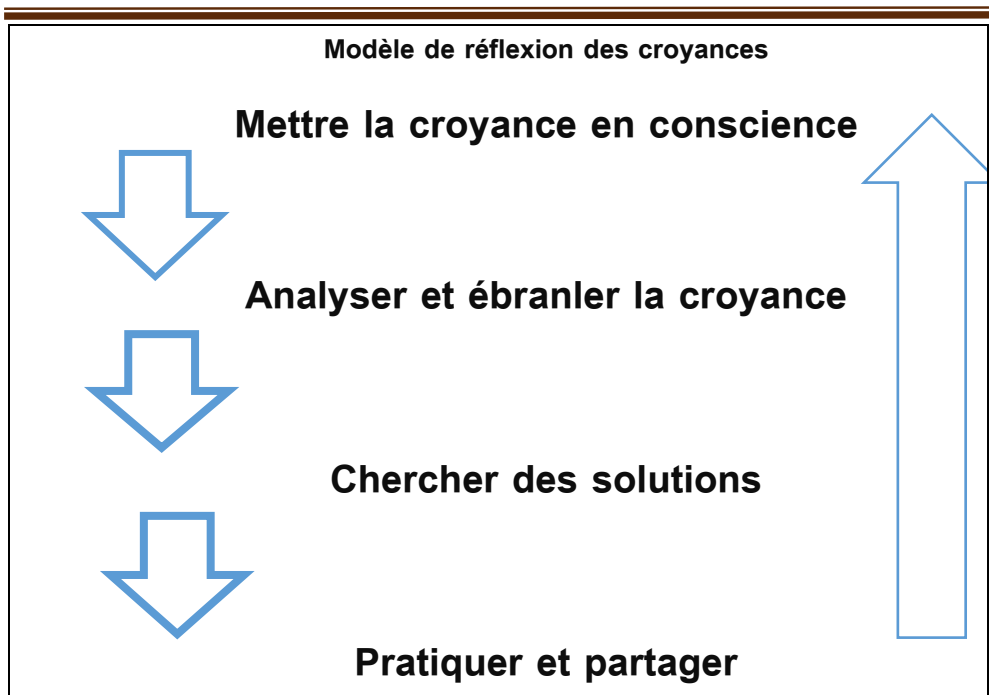 Modèle de réflexion des croyances
Mettre la croyance en conscience
Analyser et ébranler la croyance
Chercher des solutions
Pratiquer et partager